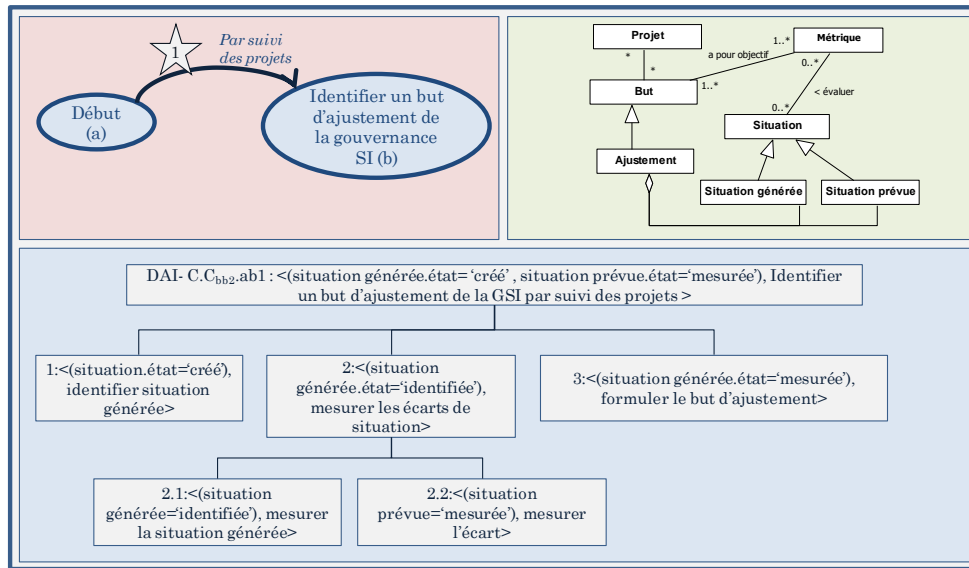 1
Par suivi
des projets
Début
(a)
Identifier un but
d'ajustement de
la gouvernance
SI (b)
Projet
*
*
But
1..*
a pour objectif
1..*
Métrique
0..*
< évaluer
0..*
Situation
Ajustement
Situation générée
Situation prévue
DAI- C.Cbb2.ab1 : <(situation générée.état= 'créé' , situation prévue.état='mesurée'), Identifier
un but d'ajustement de la GSI par suivi des projets >
1:<(situation.état='créé'),
identifier situation
générée>
2:<(situation
générée.état='identifiée'),
mesurer les écarts de
situation>
3:<(situation générée.état='mesurée'),
formuler le but d'ajustement>
2.1:<(situation
générée='identifiée'), mesurer
la situation générée>
2.2:<(situation
prévue='mesurée'), mesurer
l'écart>